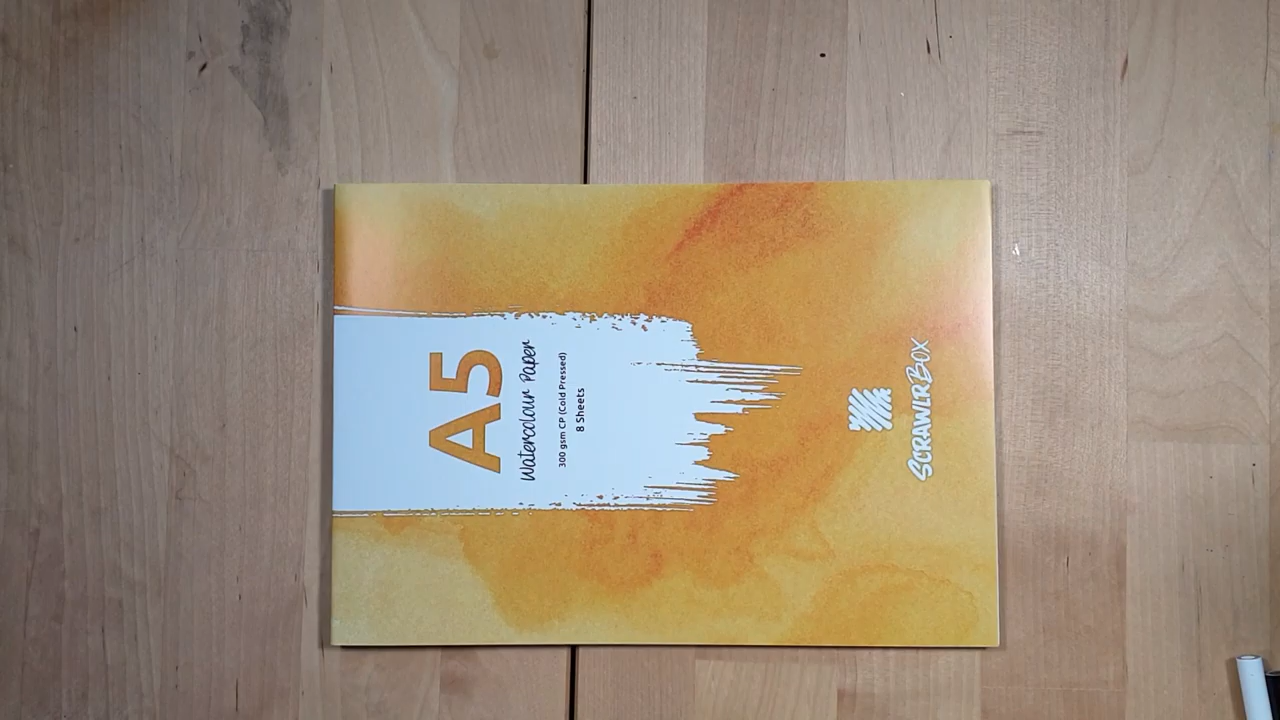 A5
Watercolour Paper
300 gsm CP (Cold Pressed)
8 Sheets
SCRAWLRBOX